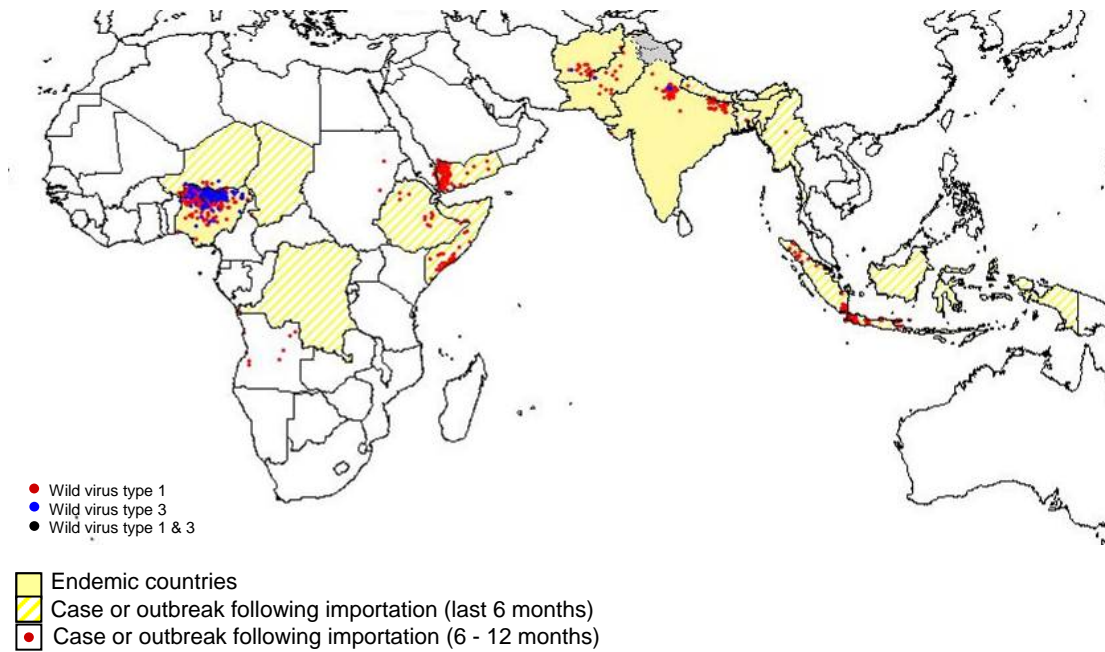 Wild virus type 1
Wild virus type 3
Wild virus type 1 & 3
Endemic countries
Case or outbreak following importation (last 6 months)
Case or outbreak following importation (6 - 12 months)